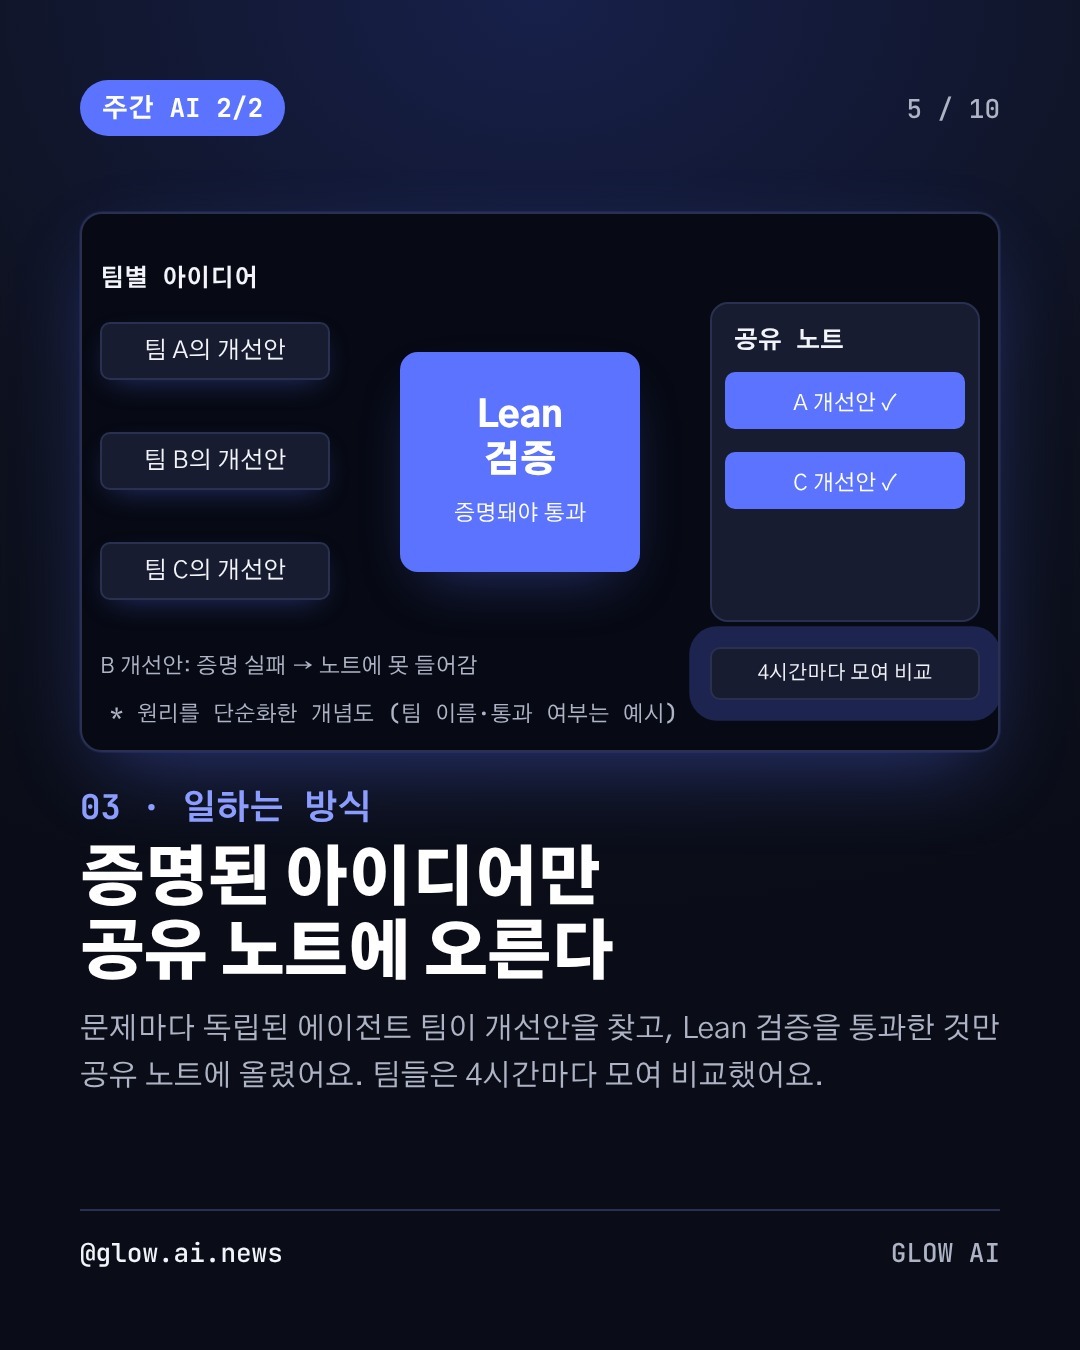 주간 AI 2/2
5 / 10
팀별 아이디어
팀 A의 개선안
팀 B의 개선안
팀 C의 개선안
Lean
검증
증명돼야 통과
공유 노트
A 개선안 ✓
C 개선안 ✓
B 개선안: 증명 실패 → 노트에 못 들어감
4시간마다 모여 비교
* 원리를 단순화한 개념도 (팀 이름·통과 여부는 예시)
03 · 일하는 방식
증명된 아이디어만
공유 노트에 오른다
문제마다 독립된 에이전트 팀이 개선안을 찾고, Lean 검증을 통과한 것만
공유 노트에 올렸어요. 팀들은 4시간마다 모여 비교했어요.
@glow.ai.news
GLOW AI